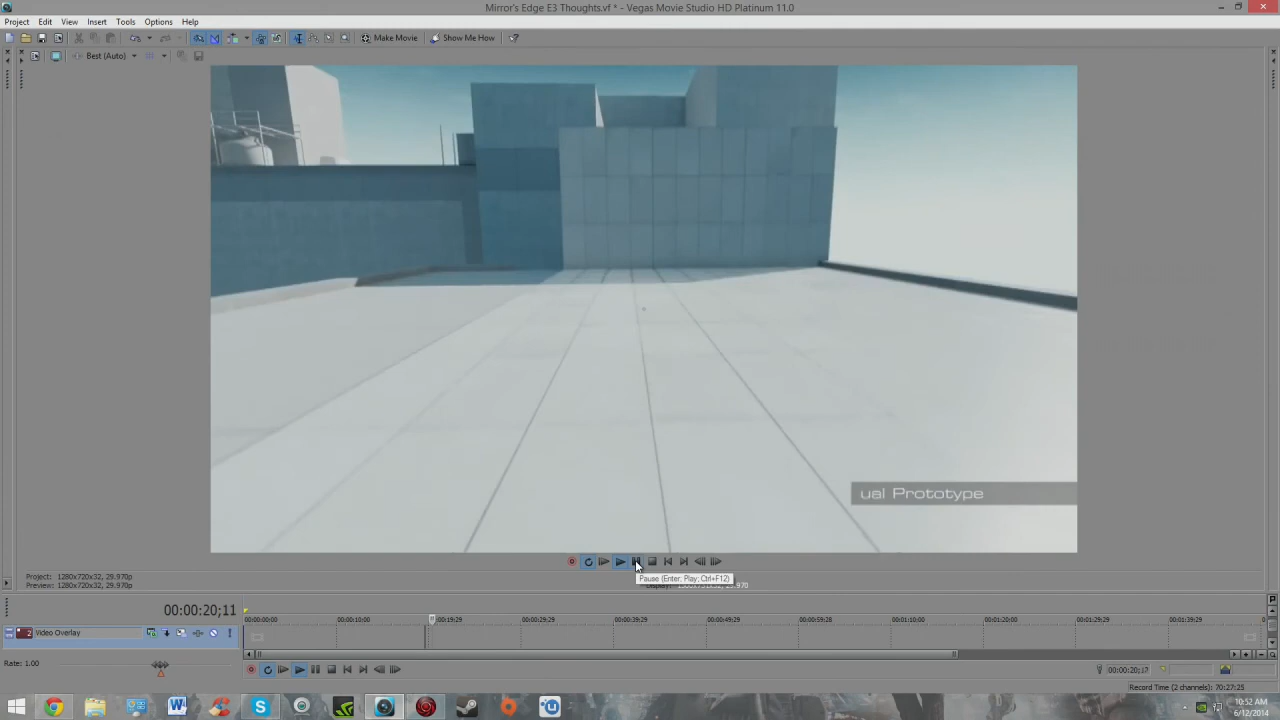 Mirror's Edge E3 Thoughts.vf * - Vegas Movie Studio HD Platinum 11.0
Project Edit View Insert Tools Options Help
Make Movie Show Me How
Best (Auto)
ual Prototype
Pause (Enter, Play; Ctrl+F12)
Project: 1280x720x32, 29.970p
Preview: 1280x720x32, 29.970p
00:00:20;11
00:00:00:00 00:00:10:00 00:00:19:29 00:00:29:29 00:00:39:29 00:00:49:29 00:00:59:28 00:01:10:00 00:01:20:00 00:01:29:29 00:01:39:29
2 Video Overlay
Rate: 1.00
00:00:20;17
Record Time (2 channels): 70:27:25
10:52 AM
6/12/2014